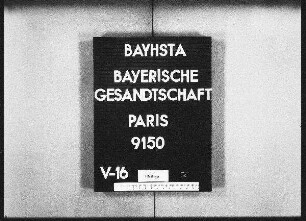 BAYHSTA
BAYERISCHE
GESANDTSCHAFT
PARIS
9150
V-16